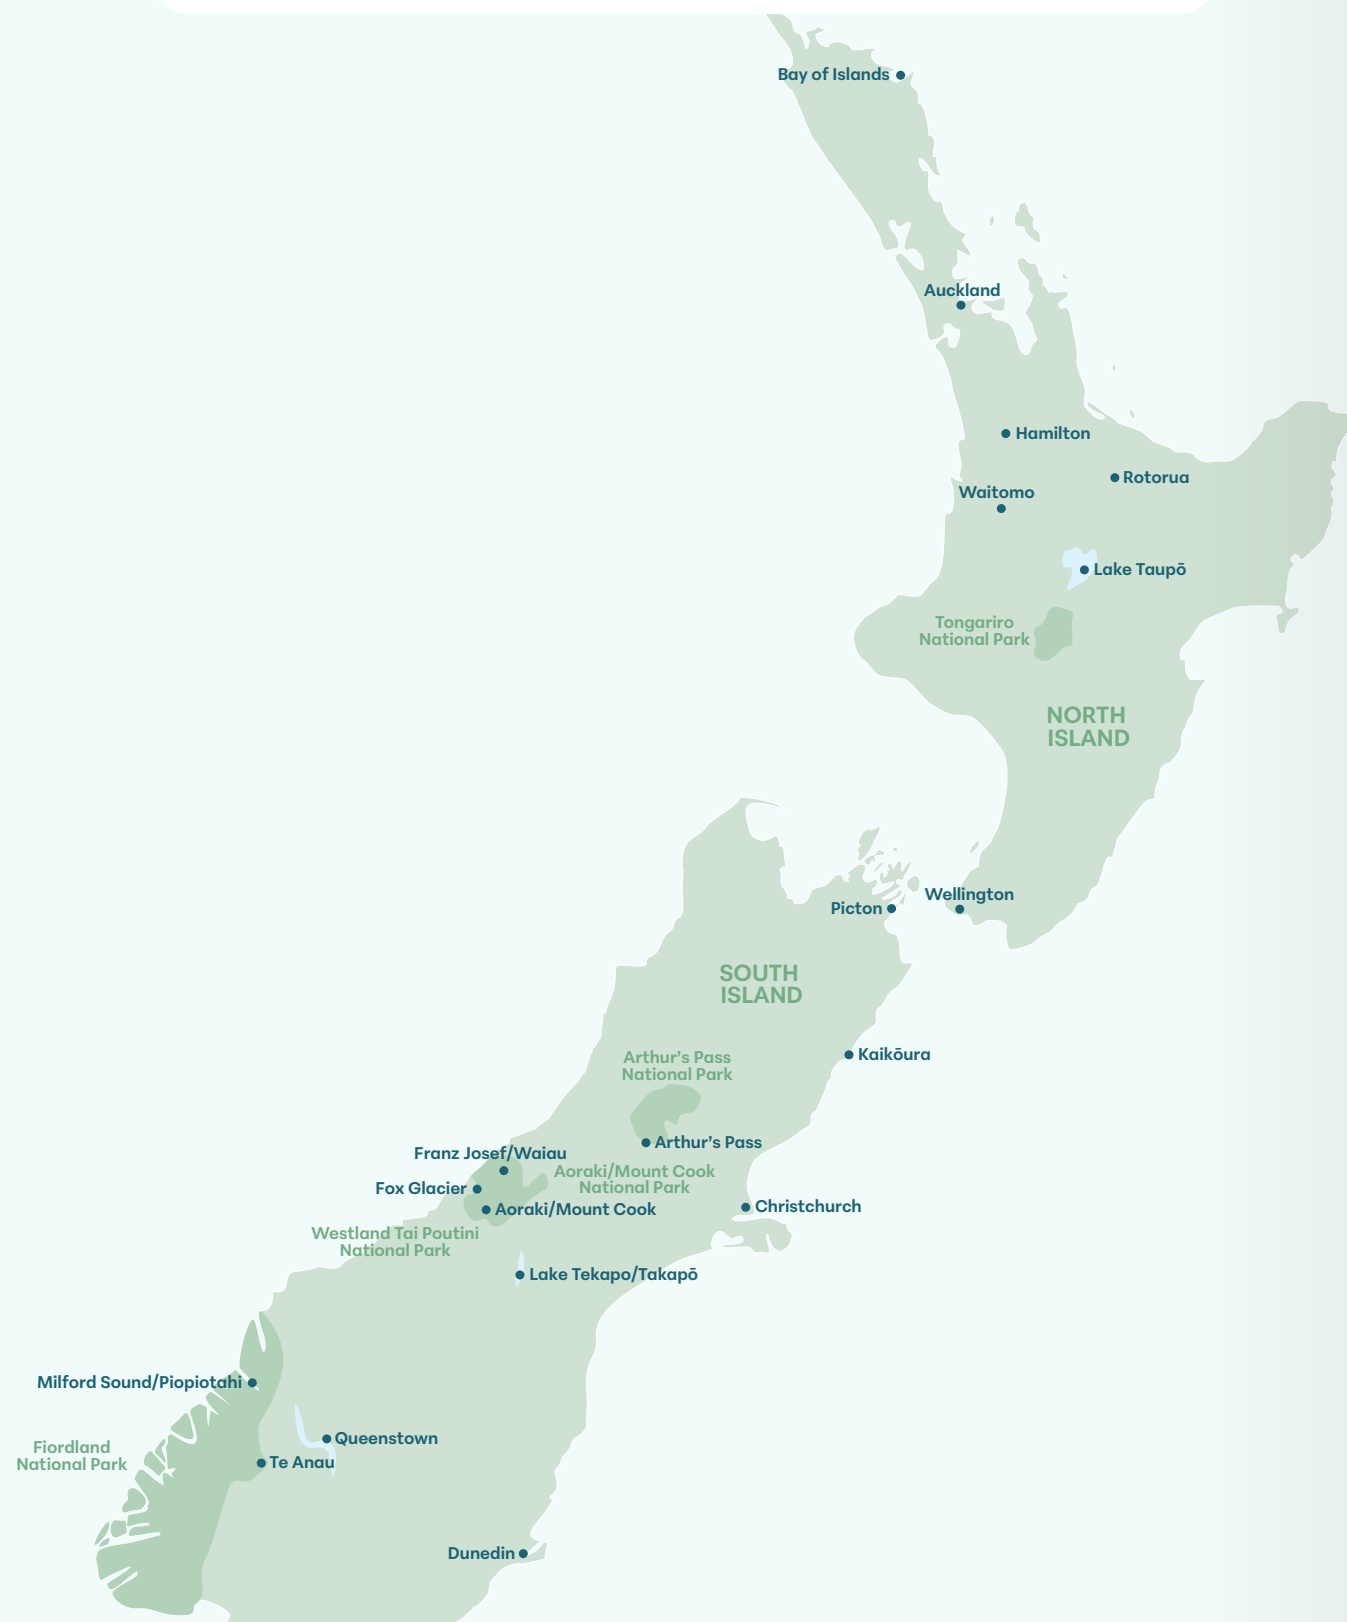 Bay of Islands
Auckland
Hamilton
Rotorua
Waitomo
Lake Taupō
Tongariro
National Park
NORTH
ISLAND
Wellington
Picton
SOUTH
ISLAND
Kaikōura
Arthur's Pass
National Park
Arthur's Pass
Franz Josef/Waiau
Aoraki/Mount Cook
National Park
Fox Glacier
Aoraki/Mount Cook
Christchurch
Westland Tai Poutini
National Park
Lake Tekapo/Takapō
Milford Sound/Piopiotahi
Queenstown
Fiordland
National Park
Te Anau
Dunedin